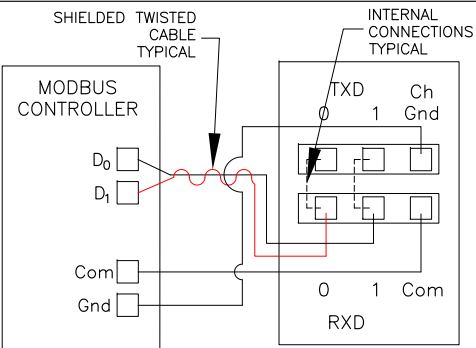 SHIELDED TWISTED
CABLE
TYPICAL
INTERNAL
CONNECTIONS
TYPICAL
MODBUS
CONTROLLER
D0
D1
Com
Gnd
TXD
Ch
0 1 Gnd
0 1 Com
RXD